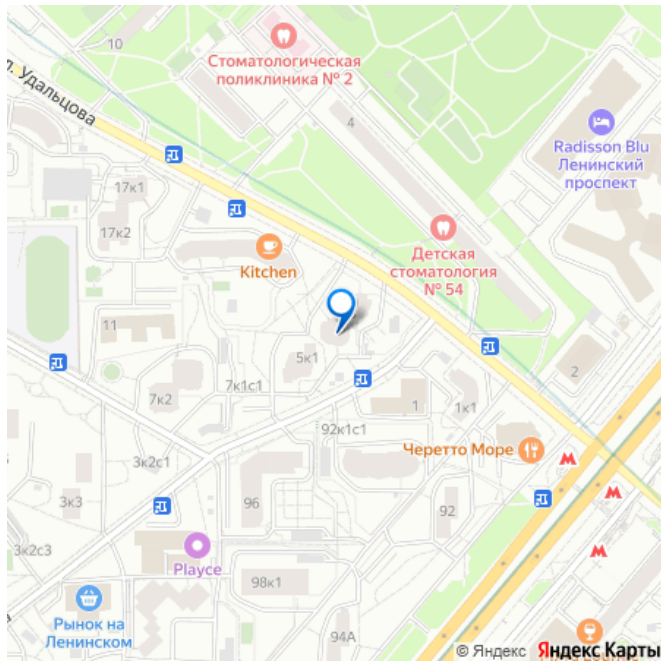 10
Стоматологическая
поликлиника № 2
л. Удальцова
4
Radisson Blu
Ленинский
проспект
17к1
17к2
Kitchen
Детская
стоматология
№ 54
11
5к1
7к1с1
7к2
2
1
1к1
92к1с1
Черетто Море
3к2с1
3к3
96
92
3к2с3
Playce
98к1
Рынок на
Ленинском
94А
© Яндекс Яндекс Карты